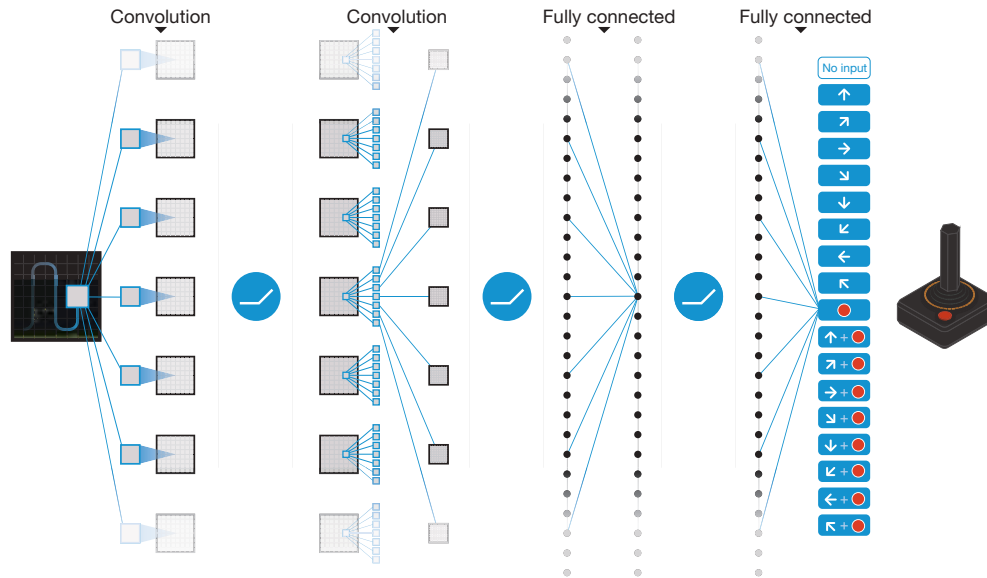 Convolution
Convolution
Fully connected
Fully connected
No input
+
+
+
+
+
+
+
+